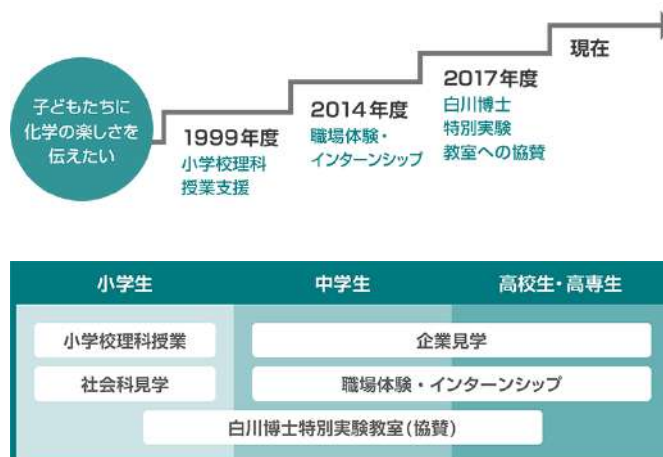 子どもたちに
化学の楽しさを
伝えたい
1999年度
小学校理科
授業支援
2014年度
職場体験・
インターンシップ
2017年度
白川博士
特別実験
教室への協賛
現在
小学生
中学生
高校生・高専生
小学校理科授業
企業見学
社会科見学
職場体験・インターンシップ
白川博士特別実験教室(協賛)